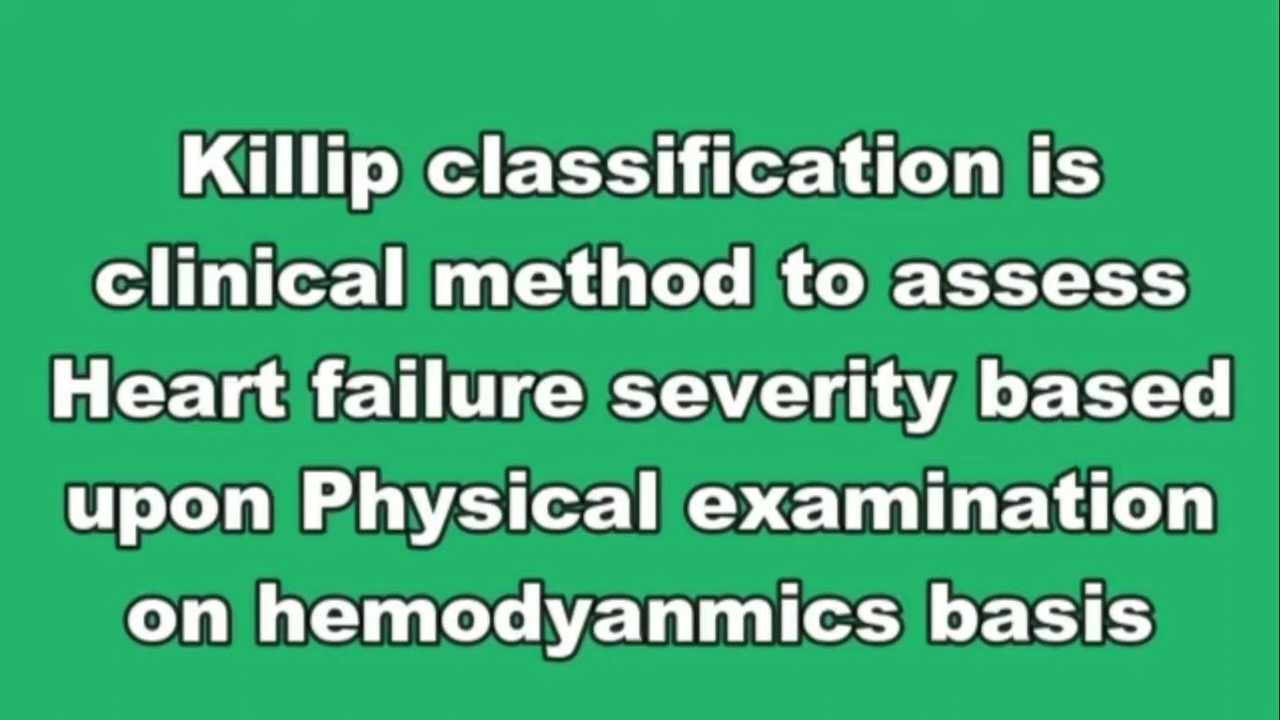 Killip classification is
clinical method to assess
Heart failure severity based
upon Physical examination
on hemodyanmics basis